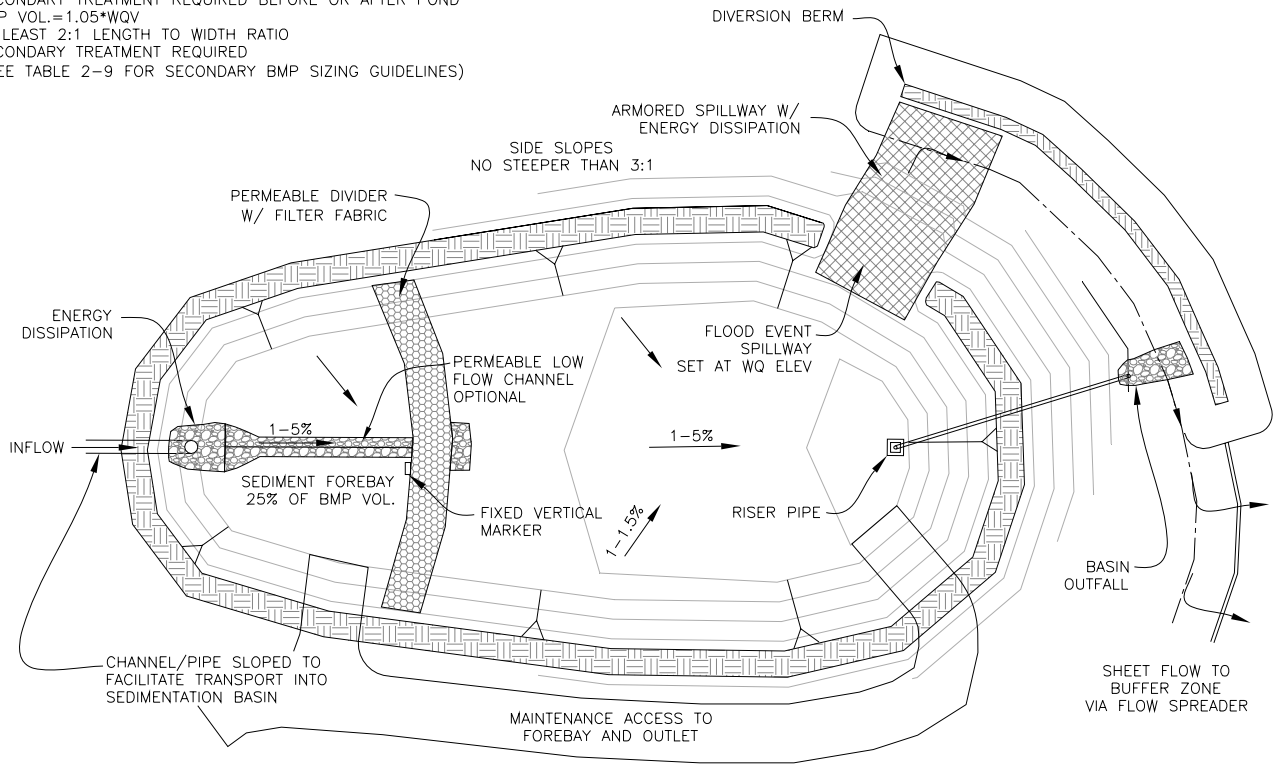 CONDARY TREATMENT REQUIRED BEFORE OR AFTER POND
P VOL.=1.05*WQV
LEAST 2:1 LENGTH TO WIDTH RATIO
CONDARY TREATMENT REQUIRED
EE TABLE 2-9 FOR SECONDARY BMP SIZING GUIDELINES)
DIVERSION BERM
ARMORED SPILLWAY W/
ENERGY DISSIPATION
SIDE SLOPES
NO STEEPER THAN 3:1
PERMEABLE DIVIDER
W/ FILTER FABRIC
ENERGY
DISSIPATION
FLOOD EVENT
SPILLWAY
SET AT WQ ELEV
PERMEABLE LOW
FLOW CHANNEL
OPTIONAL
1-5%
1-5%
INFLOW
SEDIMENT FOREBAY
25% OF BMP VOL.
FIXED VERTICAL
MARKER
1-1.5%
RISER PIPE
BASIN
OUTFALL
CHANNEL/PIPE SLOPED TO
FACILITATE TRANSPORT INTO
SEDIMENTATION BASIN
MAINTENANCE ACCESS TO
FOREBAY AND OUTLET
SHEET FLOW TO
BUFFER ZONE
VIA FLOW SPREADER